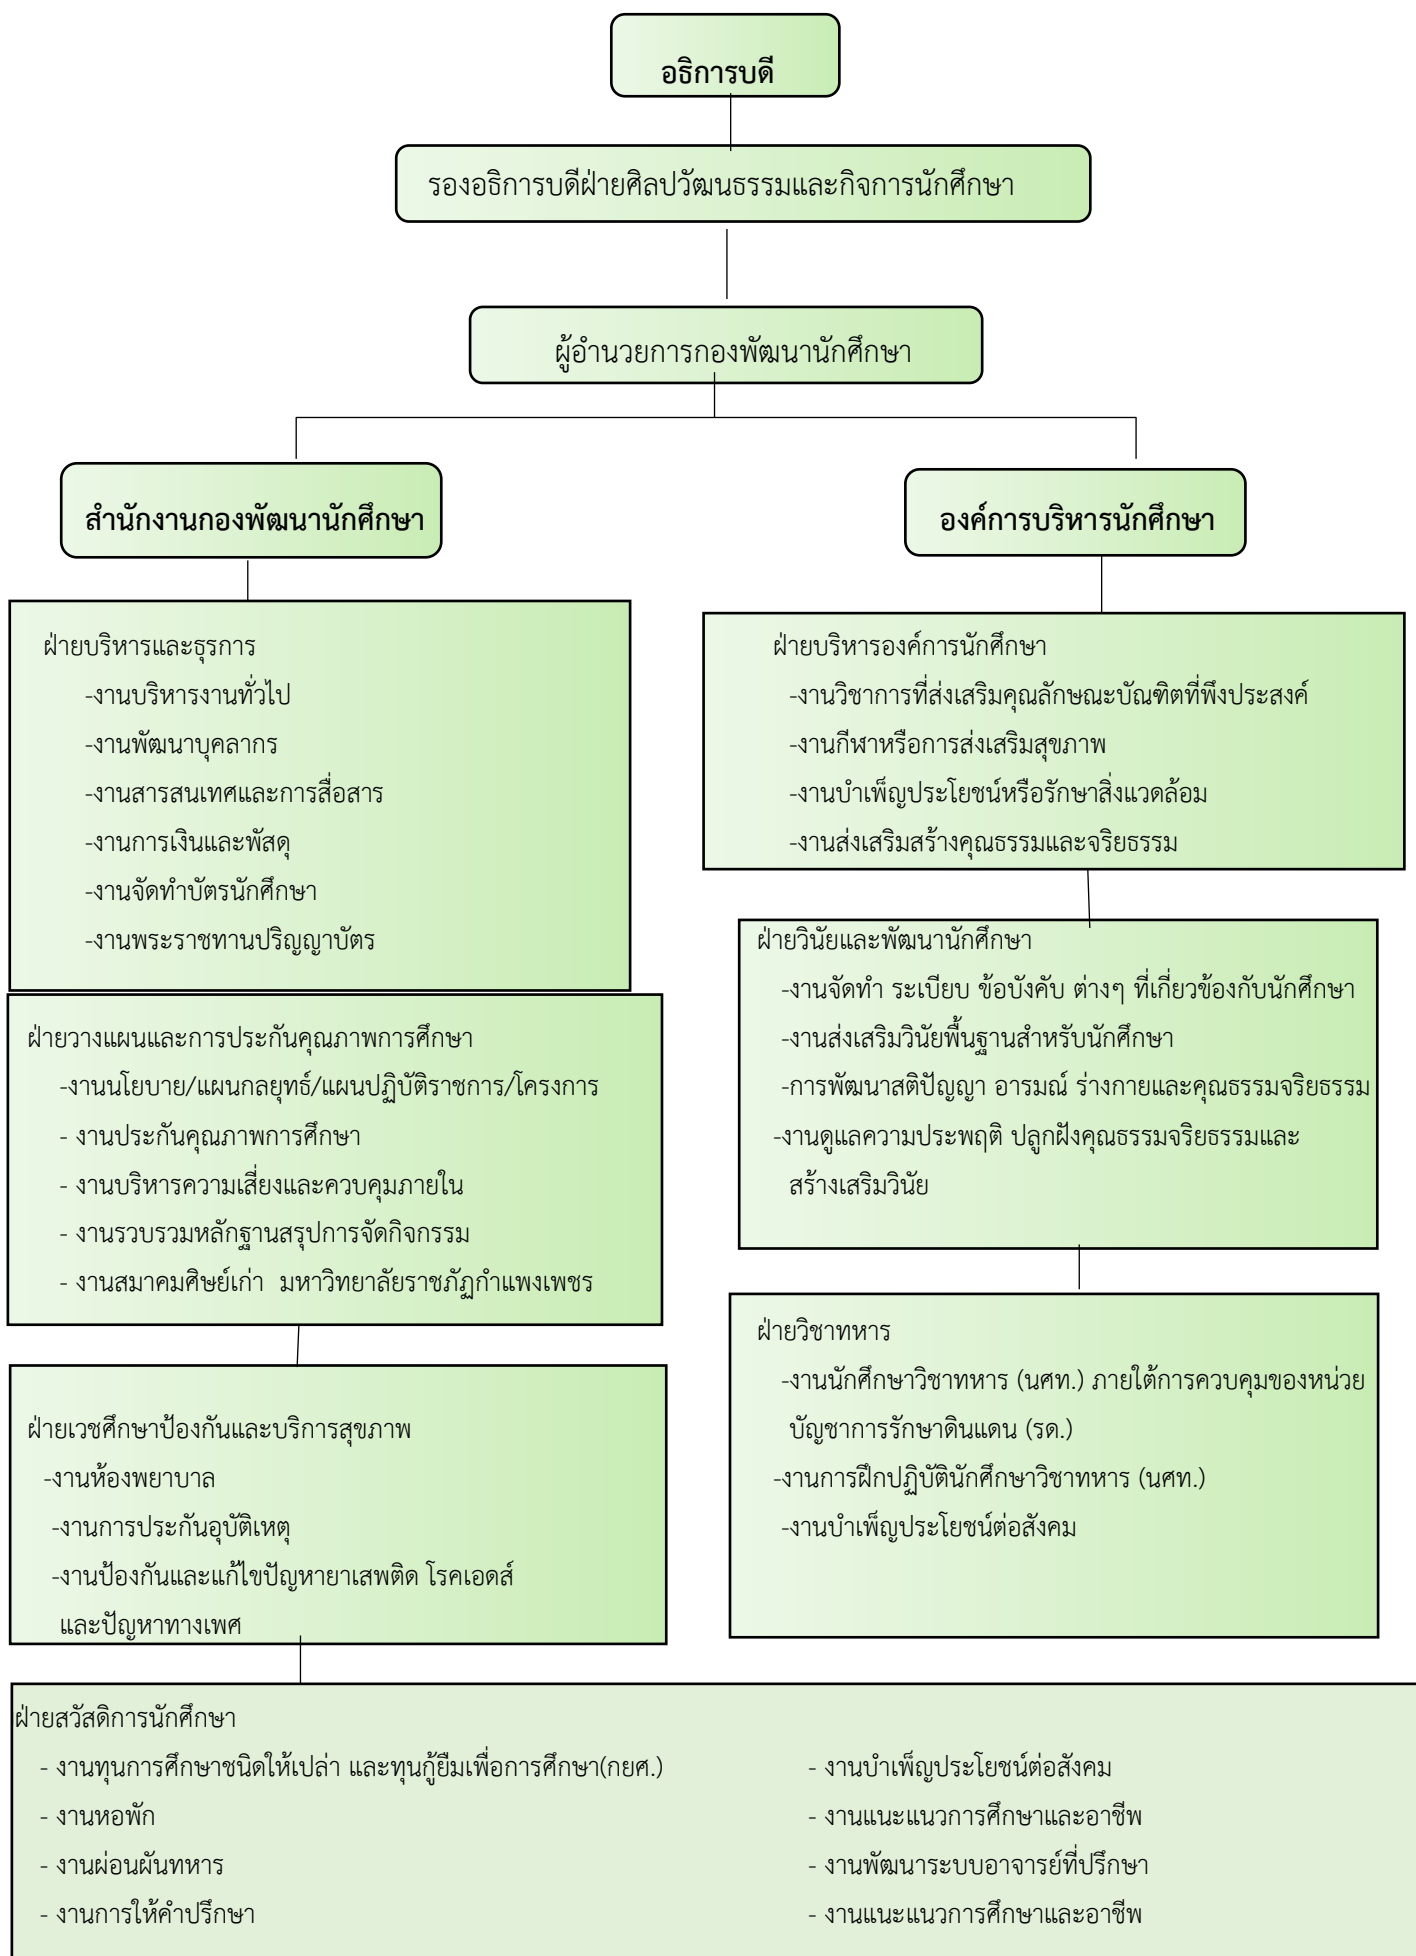 อธิการบดี
รองอธิการบดีฝ่ายศิลปวัฒนธรรมและกิจการนักศึกษา
ผู้อำนวยการกองพัฒนานักศึกษา
สำนักงานกองพัฒนานักศึกษา
ฝ่ายบริหารและธุรการ
-งานบริหารงานทั่วไป
-งานพัฒนาบุคลากร
-งานสารสนเทศและการสื่อสาร
-งานการเงินและพัสดุ
-งานจัดทำบัตรนักศึกษา
-งานพระราชทานปริญญาบัตร
ฝ่ายวางแผนและการประกันคุณภาพการศึกษา
-งานนโยบาย/แผนกลยุทธ์/แผนปฏิบัติราชการ/โครงการ
- งานประกันคุณภาพการศึกษา
- งานบริหารความเสี่ยงและควบคุมภายใน
- งานรวบรวมหลักฐานสรุปการจัดกิจกรรม
- งานสมาคมศิษย์เก่า มหาวิทยาลัยราชภัฏกำแพงเพชร
ฝ่ายเวชศึกษาป้องกันและบริการสุขภาพ
-งานห้องพยาบาล
-งานการประกันอุบัติเหตุ
-งานป้องกันและแก้ไขปัญหายาเสพติด โรคเอดส์
และปัญหาทางเพศ
องค์การบริหารนักศึกษา
ฝ่ายบริหารองค์การนักศึกษา
-งานวิชาการที่ส่งเสริมคุณลักษณะบัณฑิตที่พึงประสงค์
-งานกีฬาหรือการส่งเสริมสุขภาพ
-งานบำเพ็ญประโยชน์หรือรักษาสิ่งแวดล้อม
-งานส่งเสริมสร้างคุณธรรมและจริยธรรม
ฝ่ายวินัยและพัฒนานักศึกษา
-งานจัดทำ ระเบียบ ข้อบังคับ ต่างๆ ที่เกี่ยวข้องกับนักศึกษา
-งานส่งเสริมวินัยพื้นฐานสำหรับนักศึกษา
-การพัฒนาสติปัญญา อารมณ์ ร่างกายและคุณธรรมจริยธรรม
-งานดูแลความประพฤติ ปลูกฝังคุณธรรมจริยธรรมและ
สร้างเสริมวินัย
ฝ่ายวิชาทหาร
-งานนักศึกษาวิชาทหาร (นศท.) ภายใต้การควบคุมของหน่วย
บัญชาการรักษาดินแดน (รด.)
-งานการฝึกปฏิบัตินักศึกษาวิชาทหาร (นศท.)
-งานบำเพ็ญประโยชน์ต่อสังคม
ฝ่ายสวัสดิการนักศึกษา
- งานทุนการศึกษาชนิดให้เปล่า และทุนกู้ยืมเพื่อการศึกษา(กยศ.)
- งานหอพัก
- งานผ่อนผันทหาร
- งานการให้คำปรึกษา
- งานบำเพ็ญประโยชน์ต่อสังคม
- งานแนะแนวการศึกษาและอาชีพ
- งานพัฒนาระบบอาจารย์ที่ปรึกษา
- งานแนะแนวการศึกษาและอาชีพ